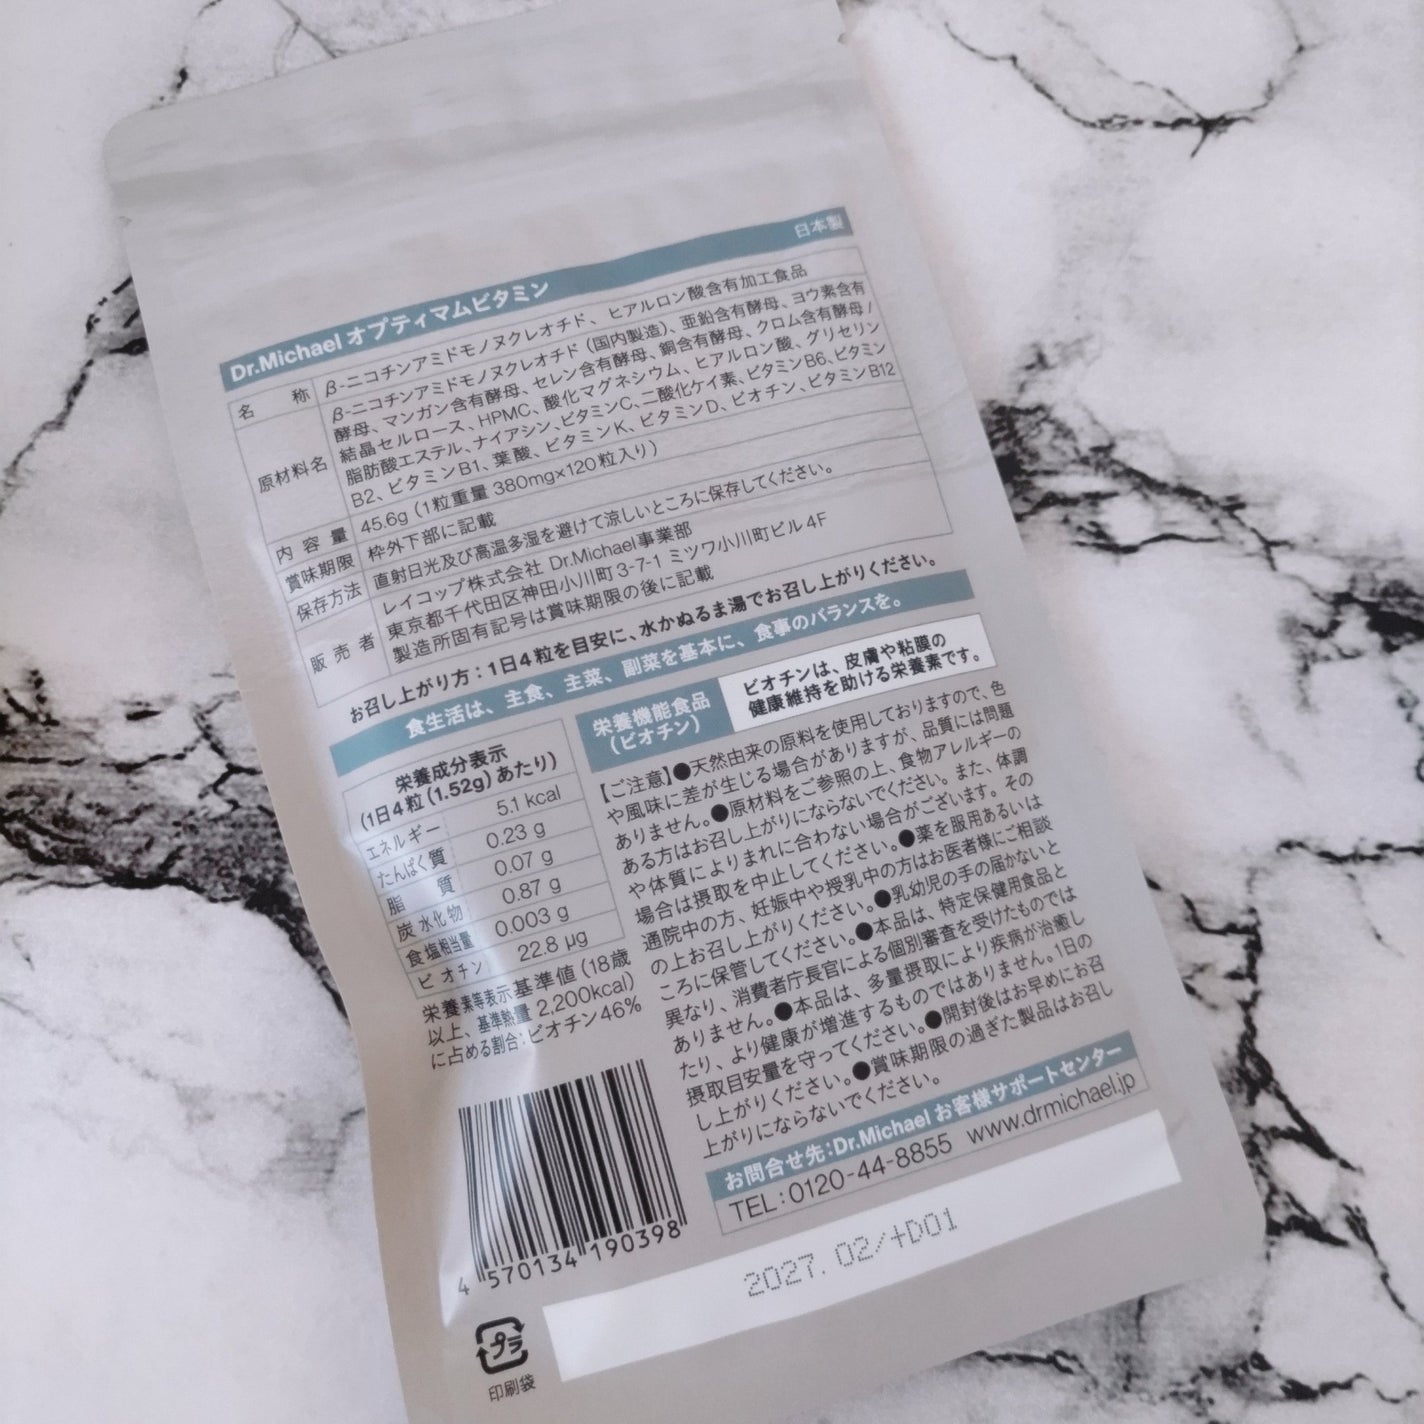 Dr.Michael オプティマムビタミン 日本製
名称 β-ニコチンアミドモノヌクレオチド、ヒアルロン酸含有加工食品
原材料名 β-ニコチンアミドモノヌクレオチド(国内製造)、亜鉛含有酵母、ヨウ素含有
酵母、マンガン含有酵母、セレン含有酵母、銅含有酵母、クロム含有酵母/
結晶セルロース、HPMC、酸化マグネシウム、ヒアルロン酸、グリセリン
脂肪酸エステル、ナイアシン、ビタミンC、二酸化ケイ素、ビタミンB6、ビタミン
B2、ビタミンB1、葉酸、ビタミンK、ビタミンD、ビオチン、ビタミンB12
内容量 45.6g(1粒重量 380mg×120粒入り)
賞味期限 枠外下部に記載
保存方法 直射日光及び高温多湿を避けて涼しいところに保存してください。
販売者 レイコップ株式会社 Dr.Michael事業部
東京都千代田区神田小川町3-7-1 ミツワ小川町ビル4F
製造所固有記号は賞味期限の後に記載
お召し上がり方:1日4粒を目安に、水かぬるま湯でお召し上がりください。
食生活は、主食、主菜、副菜を基本に、食事のバランスを。
栄養成分表示
(1日4粒(1.52g)あたり)
エネルギー 5.1 kcal
たんぱく質 0.23 g
脂質 0.07 g
炭水化物 0.87 g
食塩相当量 0.003 g
ビオチン 22.8 μg
栄養素等表示基準値(18歳
以上、基準熱量 2,200kcal)
に占める割合:ビオチン46%
栄養機能食品
(ビオチン)
ビオチンは、皮膚や粘膜の
健康維持を助ける栄養素です。
【ご注意】●天然由来の原料を使用しておりますので、色
や風味に差が生じる場合がありますが、品質には問題
ありません。●原材料をご参照の上、食物アレルギーの
ある方はお召し上がりにならないでください。また、体調
や体質によりまれに合わない場合がございます。その
場合は摂取を中止してください。●薬を服用あるいは
通院中の方、妊娠中や授乳中の方はお医者様にご相談
の上お召し上がりください。●乳幼児の手の届かないと
ころに保管してください。●本品は、特定保健用食品と
異なり、消費者庁長官による個別審査を受けたものでは
ありません。●本品は、多量摂取により疾病が治癒し
たり、より健康が増進するものではありません。1日の
摂取目安量を守ってください。●開封後はお早めにお召
し上がりください。●賞味期限の過ぎた製品はお召し
上がりにならないでください。
お問合せ先:Dr.Michael お客様サポートセンター
TEL:0120-44-8855 www.drmichael.jp
4 570134 190398
2027. 02/+D01
プラ
印刷袋